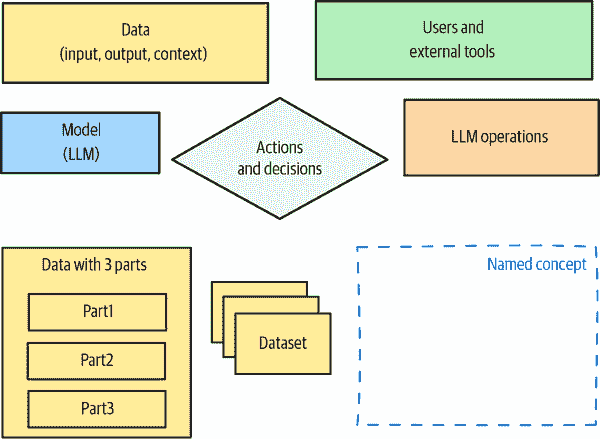 Data
(input, output, context)
Users and
external tools
Model
(LLM)
Actions
and decisions
LLM operations
Data with 3 parts
Part1
Part2
Part3
Dataset
Named concept